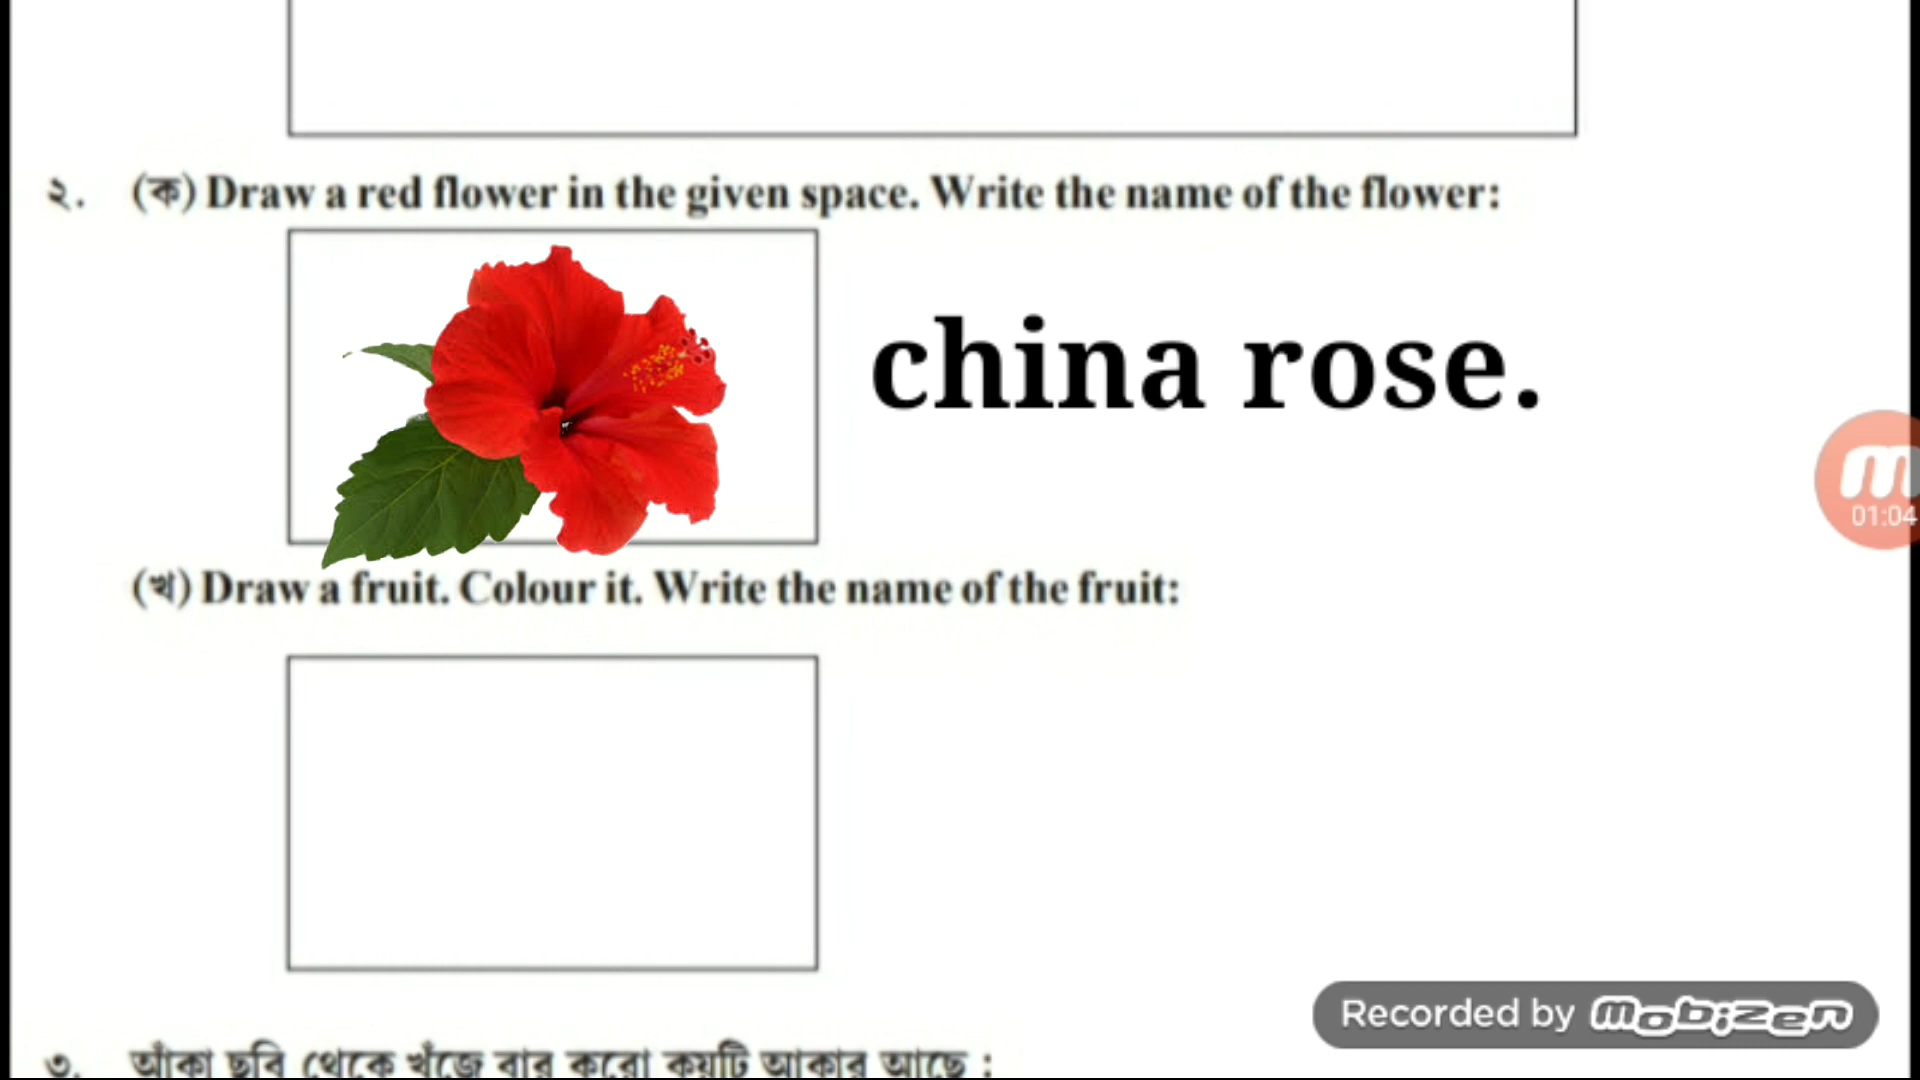 ২. (ক) Draw a red flower in the given space. Write the name of the flower:
china rose.
01:04
(খ) Draw a fruit. Colour it. Write the name of the fruit:
Recorded by mobizen
৩. আঁকা ছবি থেকে খুঁজে বার করো কয়টি আকার আছে :